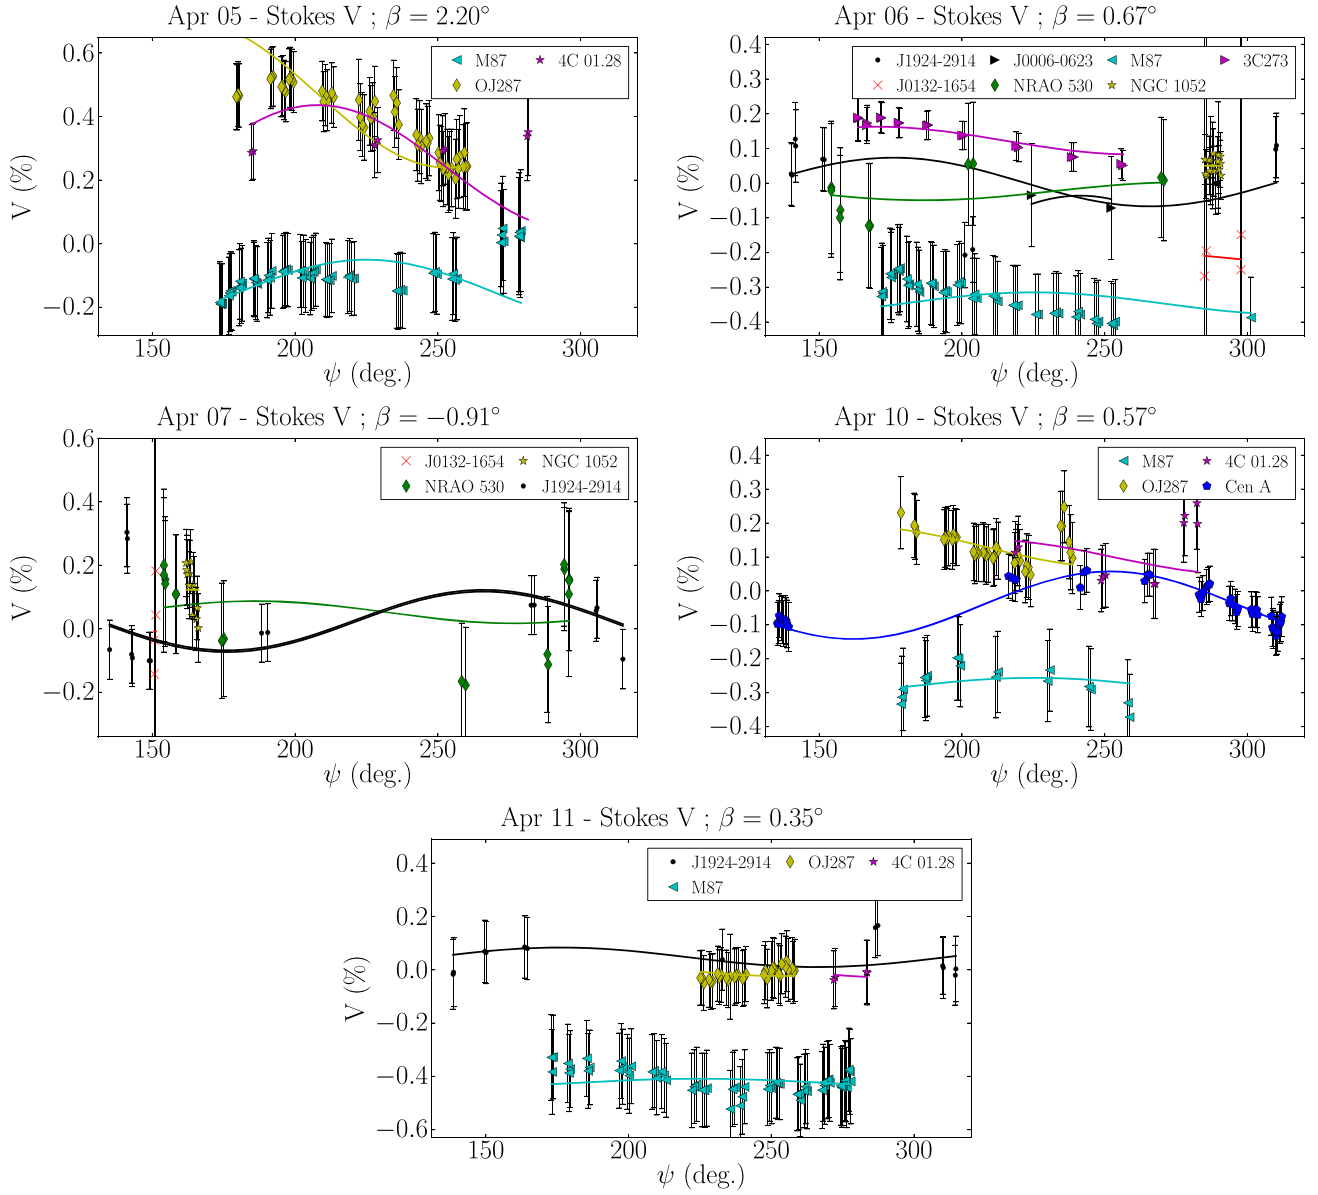 Apr 05 - Stokes V ; β = 2.20°
M87 4C 01.28
OJ287
0.6
0.4
0.2
0.0
−0.2
V (%)
150 200 250 300
ψ (deg.)
Apr 06 - Stokes V ; β = 0.67°
J1924-2914 J0006-0623 M87 3C273
J0132-1654 NRAO 530 NGC 1052
0.4
0.3
0.2
0.1
0.0
−0.1
−0.2
−0.3
−0.4
V (%)
150 200 250 300
ψ (deg.)
Apr 07 - Stokes V ; β = −0.91°
J0132-1654 NGC 1052
NRAO 530 J1924-2914
0.6
0.4
0.2
0.0
−0.2
V (%)
150 200 250 300
ψ (deg.)
Apr 10 - Stokes V ; β = 0.57°
M87 4C 01.28
OJ287 Cen A
0.4
0.3
0.2
0.1
0.0
−0.1
−0.2
−0.3
−0.4
V (%)
150 200 250 300
ψ (deg.)
Apr 11 - Stokes V ; β = 0.35°
J1924-2914 OJ287 4C 01.28
M87
0.4
0.2
0.0
−0.2
−0.4
−0.6
V (%)
150 200 250 300
ψ (deg.)